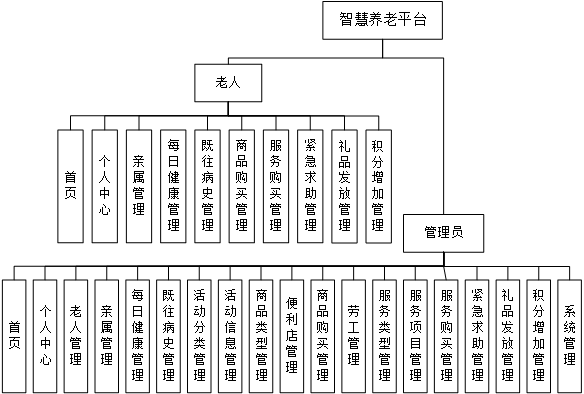 智慧养老平台
老人
首页
个人中心
亲属管理
每日健康管理
既往病史管理
商品购买管理
服务购买管理
紧急求助管理
礼品发放管理
积分增加管理
管理员
首页
个人中心
老人管理
亲属管理
每日健康管理
既往病史管理
活动分类管理
活动信息管理
商品类型管理
便利店管理
商品购买管理
劳工管理
服务类型管理
服务项目管理
服务购买管理
紧急求助管理
礼品发放管理
积分增加管理
系统管理